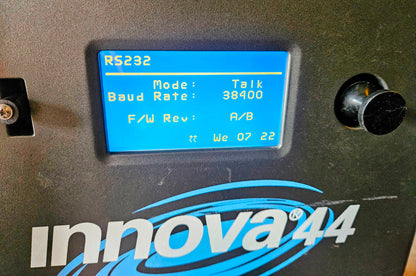 RS232
Mode: Talk
Baud Rate: 38400
F/W Rev: A/B
We 07 22
INNOVA®44